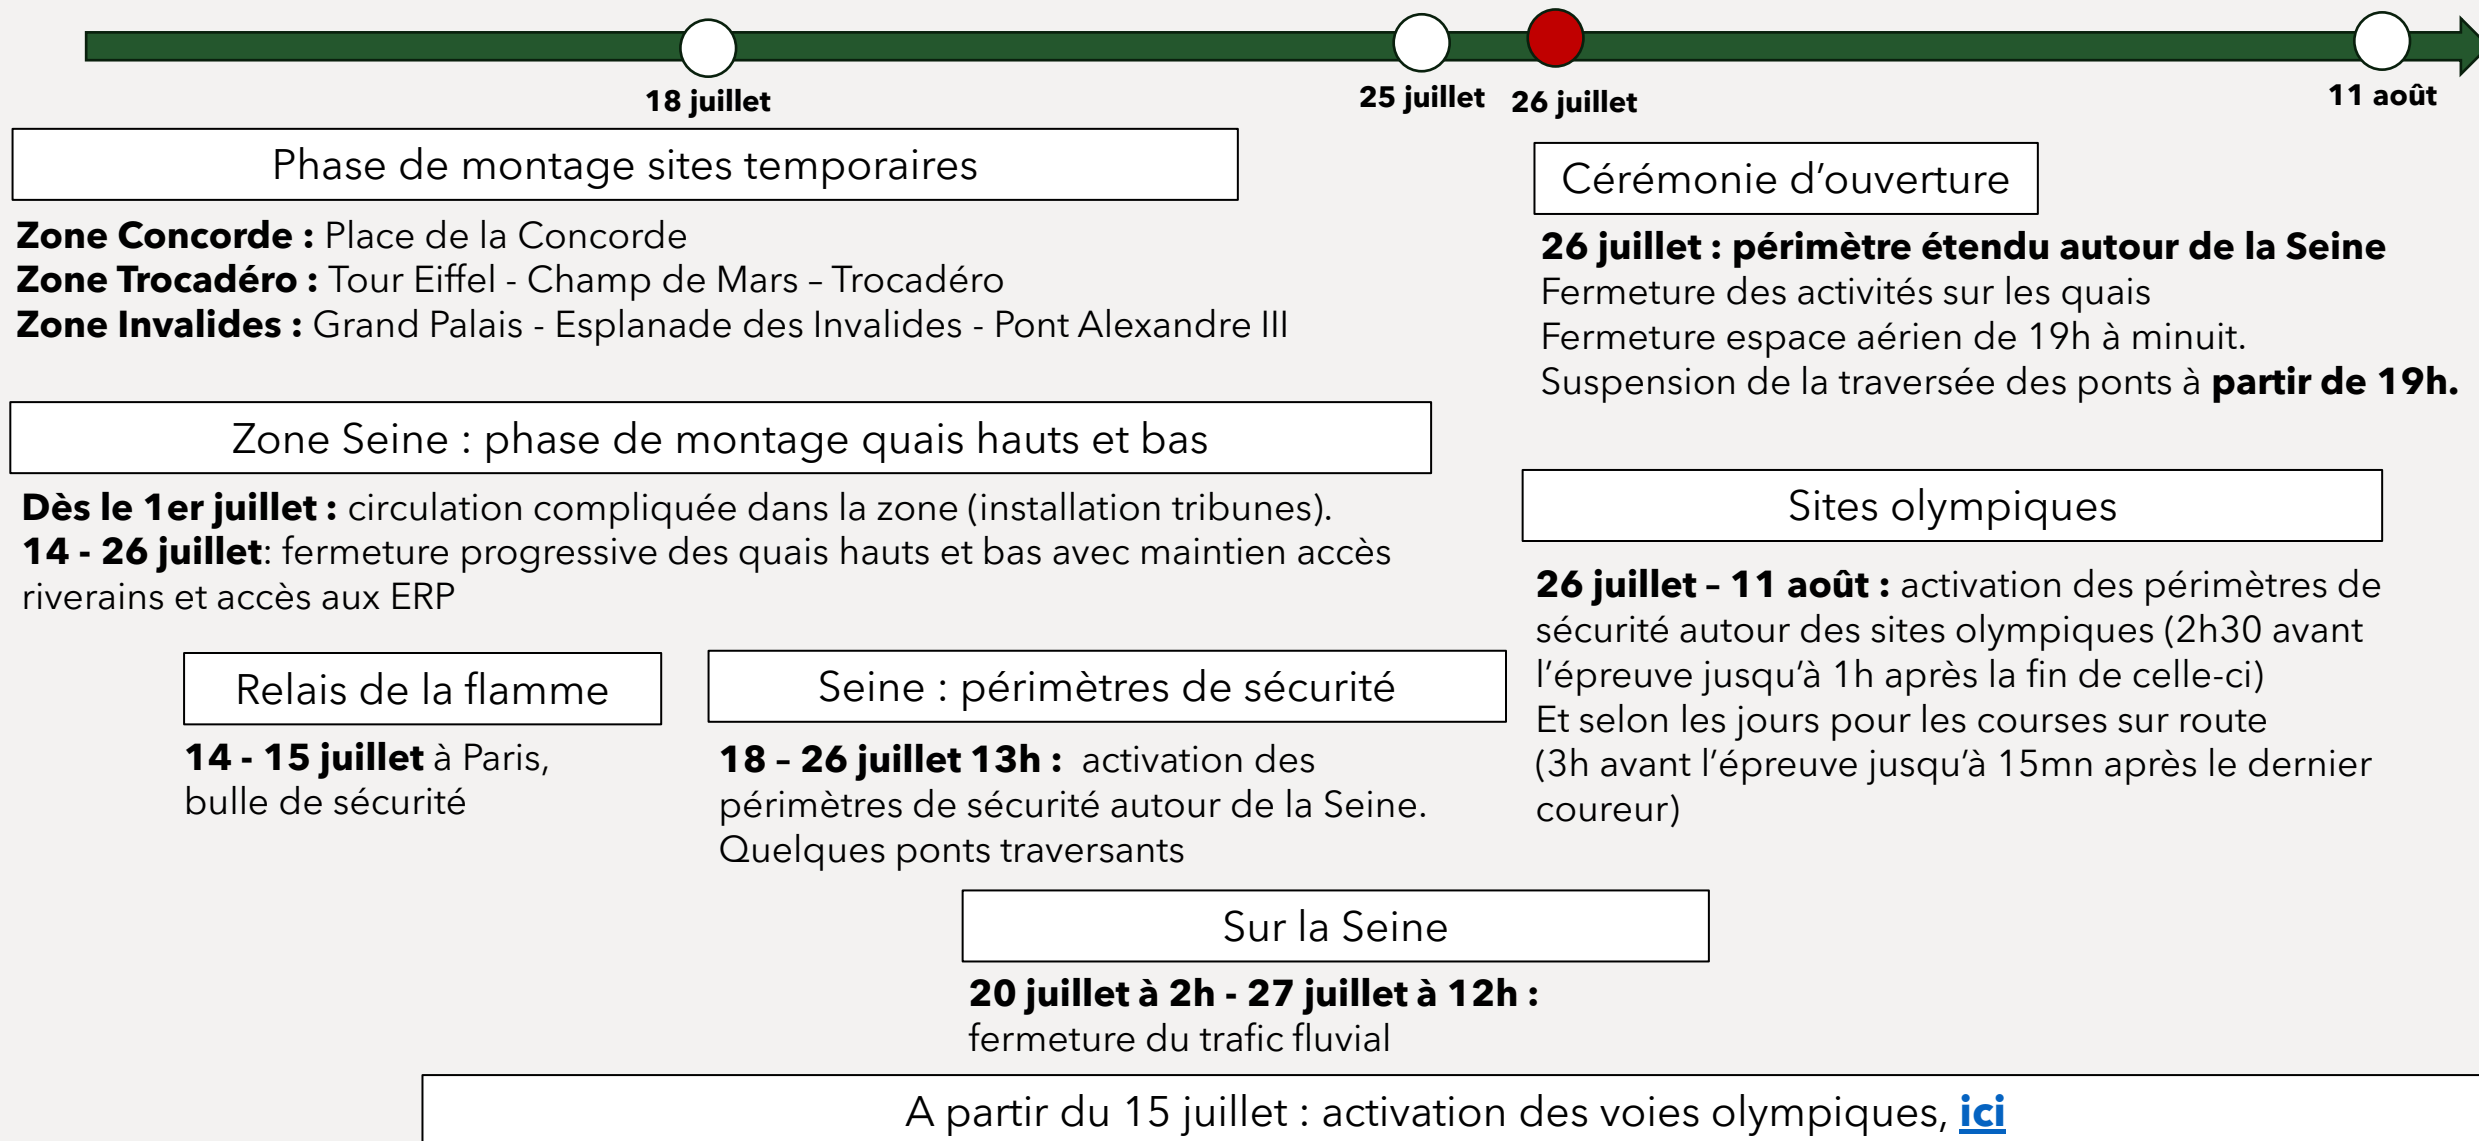 18 juillet
25 juillet
26 juillet
11 août
Phase de montage sites temporaires
Zone Concorde : Place de la Concorde
Zone Trocadéro : Tour Eiffel - Champ de Mars – Trocadéro
Zone Invalides : Grand Palais - Esplanade des Invalides - Pont Alexandre III
Cérémonie d’ouverture
26 juillet : périmètre étendu autour de la Seine
Fermeture des activités sur les quais
Fermeture espace aérien de 19h à minuit.
Suspension de la traversée des ponts à partir de 19h.
Zone Seine : phase de montage quais hauts et bas
Dès le 1er juillet : circulation compliquée dans la zone (installation tribunes).
14 - 26 juillet: fermeture progressive des quais hauts et bas avec maintien accès
riverains et accès aux ERP
Sites olympiques
26 juillet – 11 août : activation des périmètres de
sécurité autour des sites olympiques (2h30 avant
l’épreuve jusqu’à 1h après la fin de celle-ci)
Et selon les jours pour les courses sur route
(3h avant l’épreuve jusqu’à 15mn après le dernier
coureur)
Relais de la flamme
14 - 15 juillet à Paris,
bulle de sécurité
Seine : périmètres de sécurité
18 – 26 juillet 13h : activation des
périmètres de sécurité autour de la Seine.
Quelques ponts traversants
Sur la Seine
20 juillet à 2h - 27 juillet à 12h :
fermeture du trafic fluvial
A partir du 15 juillet : activation des voies olympiques, ici